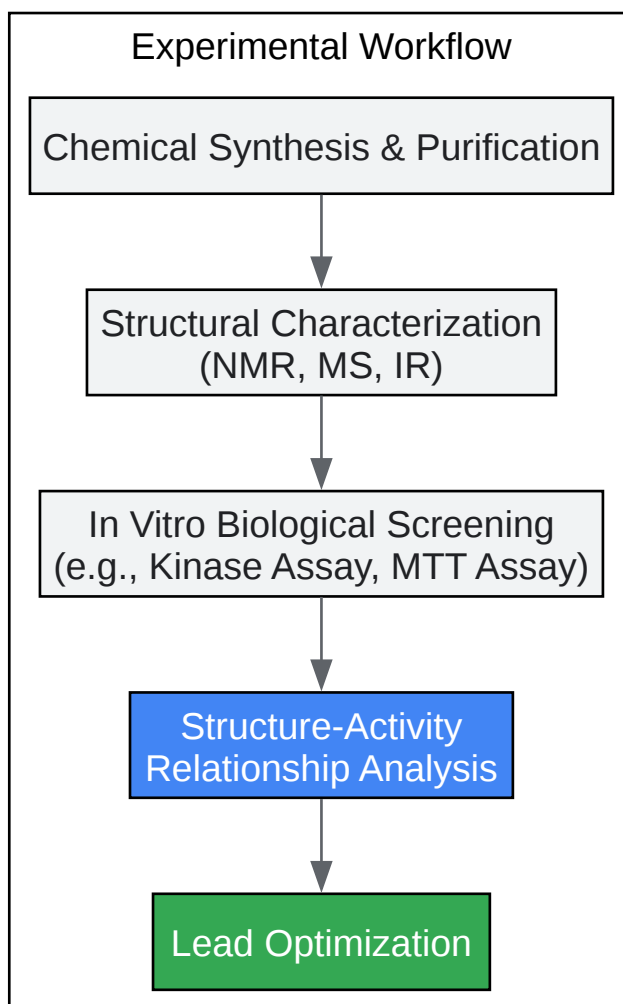 Experimental Workflow
Chemical Synthesis & Purification
Structural Characterization
(NMR, MS, IR)
In Vitro Biological Screening
(e.g., Kinase Assay, MTT Assay)
Structure-Activity
Relationship Analysis
Lead Optimization